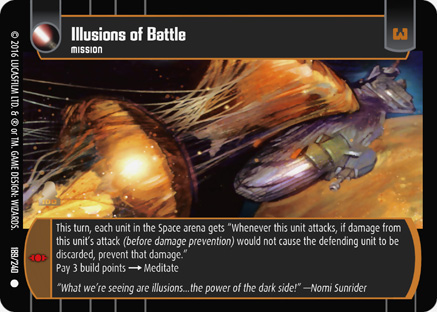 Illusions of Battle
MISSION
3
This turn, each unit in the Space arena gets "Whenever this unit attacks, if damage from
this unit's attack (before damage prevention) would not cause the defending unit to be
discarded, prevent that damage."
Pay 3 build points → Meditate
"What we're seeing are illusions...the power of the dark side!" —Nomi Sunrider
© 2016 LUCASFILM LTD. & ® or TM. GAME DESIGN: WIZARDS.